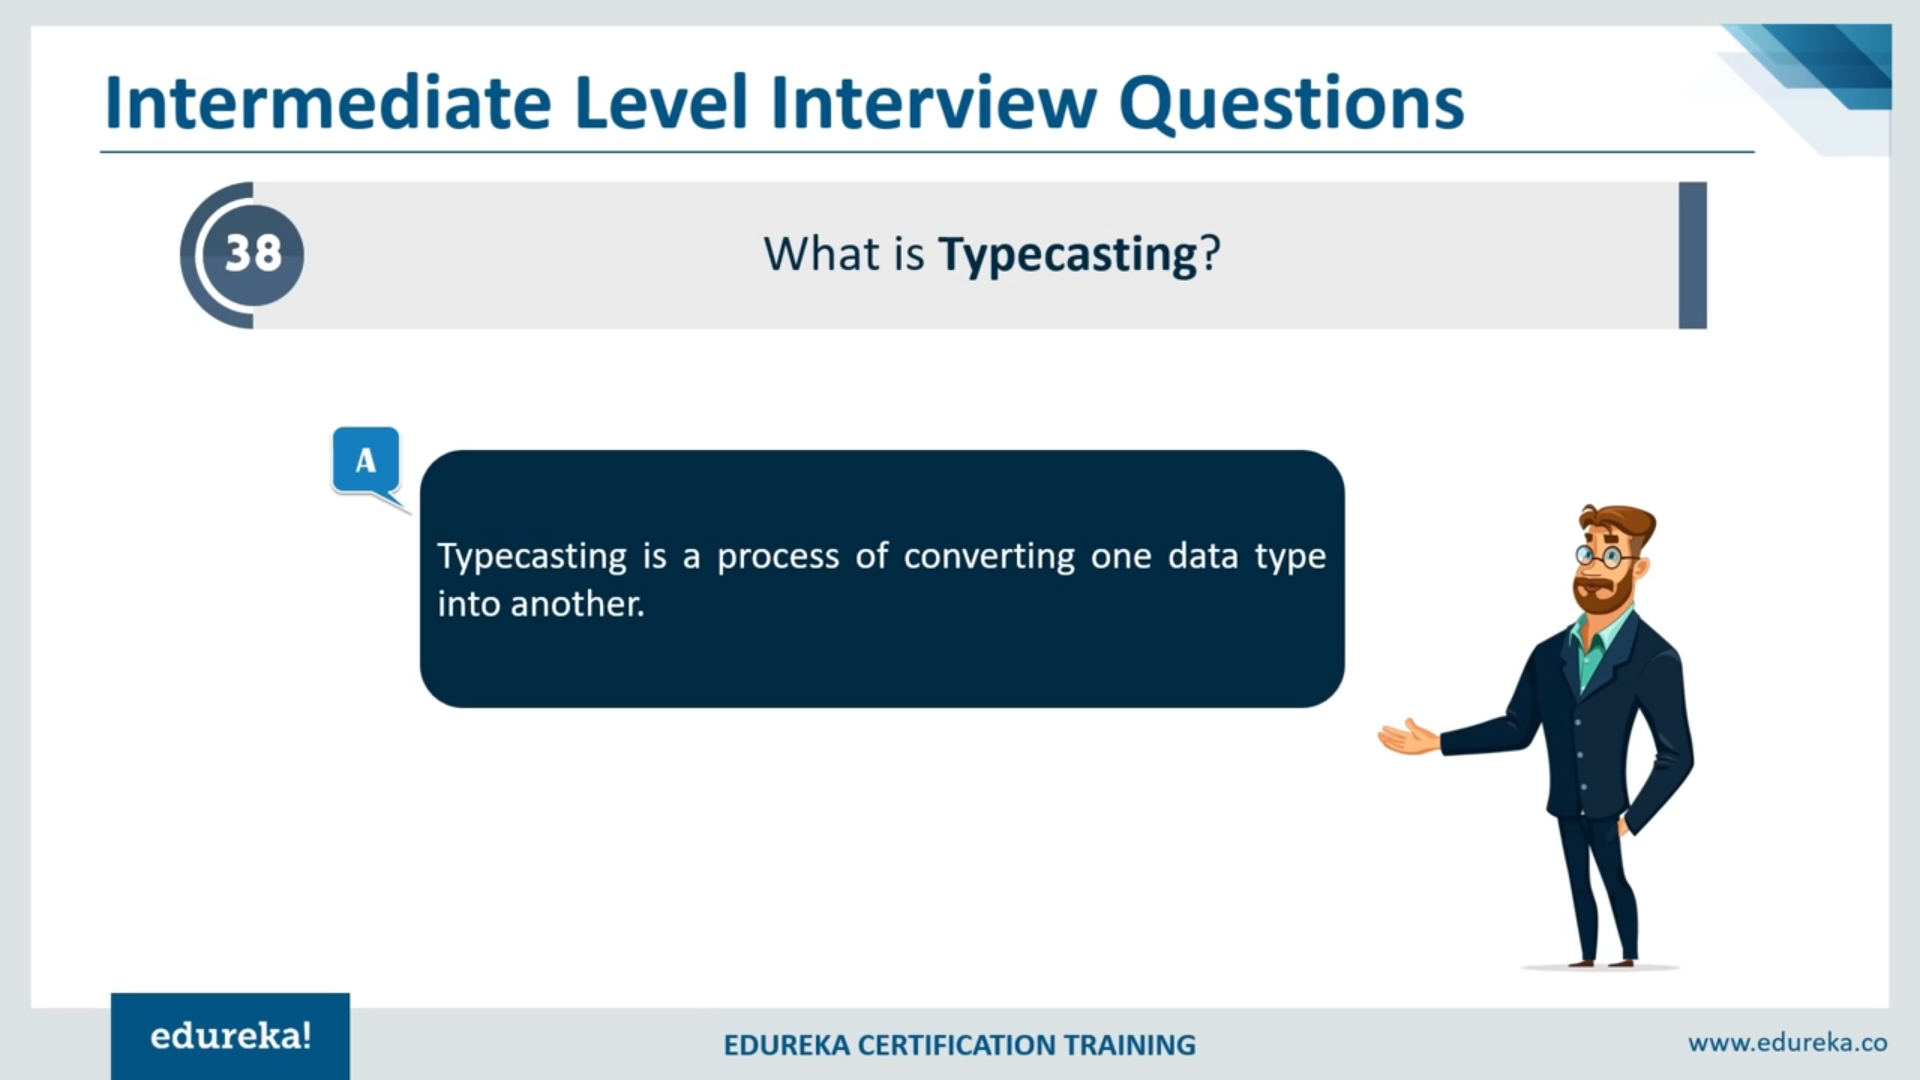 Intermediate Level Interview Questions
38
What is Typecasting?
A
Typecasting is a process of converting one data type
into another.
edureka!
EDUREKA CERTIFICATION TRAINING
www.edureka.co